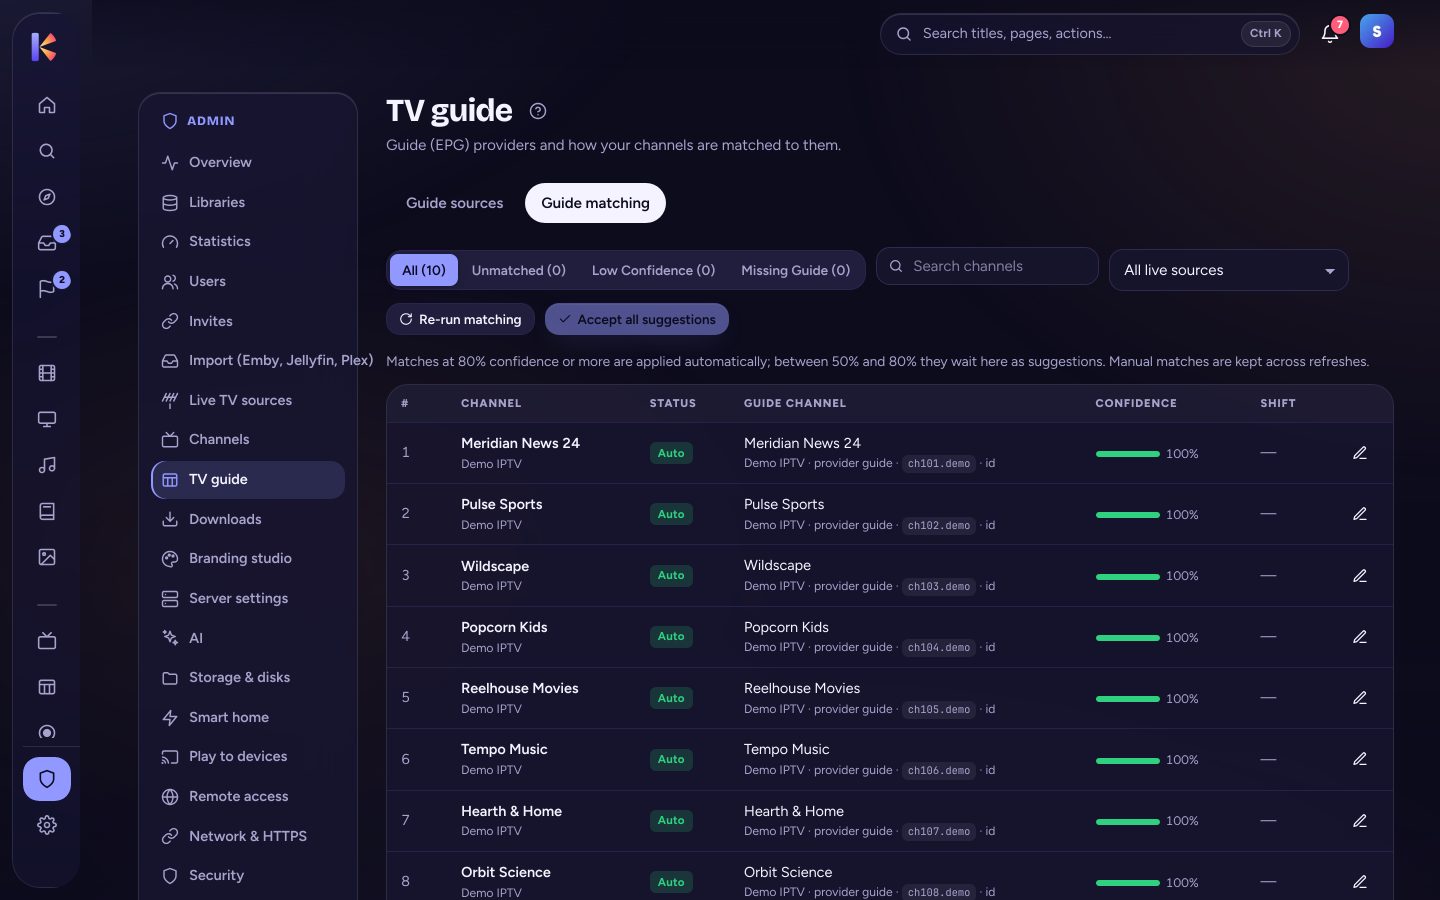 Search titles, pages, actions...
Ctrl K
7
S
3
2
ADMIN
Overview
Libraries
Statistics
Users
Invites
Import (Emby, Jellyfin, Plex)
Live TV sources
Channels
TV guide
Downloads
Branding studio
Server settings
AI
Storage & disks
Smart home
Play to devices
Remote access
Network & HTTPS
Security
TV guide
Guide (EPG) providers and how your channels are matched to them.
Guide sources Guide matching
All (10) Unmatched (0) Low Confidence (0) Missing Guide (0) Search channels All live sources
Re-run matching Accept all suggestions
Matches at 80% confidence or more are applied automatically; between 50% and 80% they wait here as suggestions. Manual matches are kept across refreshes.
# CHANNEL STATUS GUIDE CHANNEL CONFIDENCE SHIFT
1 Meridian News 24 Auto Meridian News 24 100% —
Demo IPTV Demo IPTV · provider guide · ch101.demo · id
2 Pulse Sports Auto Pulse Sports 100% —
Demo IPTV Demo IPTV · provider guide · ch102.demo · id
3 Wildscape Auto Wildscape 100% —
Demo IPTV Demo IPTV · provider guide · ch103.demo · id
4 Popcorn Kids Auto Popcorn Kids 100% —
Demo IPTV Demo IPTV · provider guide · ch104.demo · id
5 Reelhouse Movies Auto Reelhouse Movies 100% —
Demo IPTV Demo IPTV · provider guide · ch105.demo · id
6 Tempo Music Auto Tempo Music 100% —
Demo IPTV Demo IPTV · provider guide · ch106.demo · id
7 Hearth & Home Auto Hearth & Home 100% —
Demo IPTV Demo IPTV · provider guide · ch107.demo · id
8 Orbit Science Auto Orbit Science 100% —
Demo IPTV Demo IPTV · provider guide · ch108.demo · id